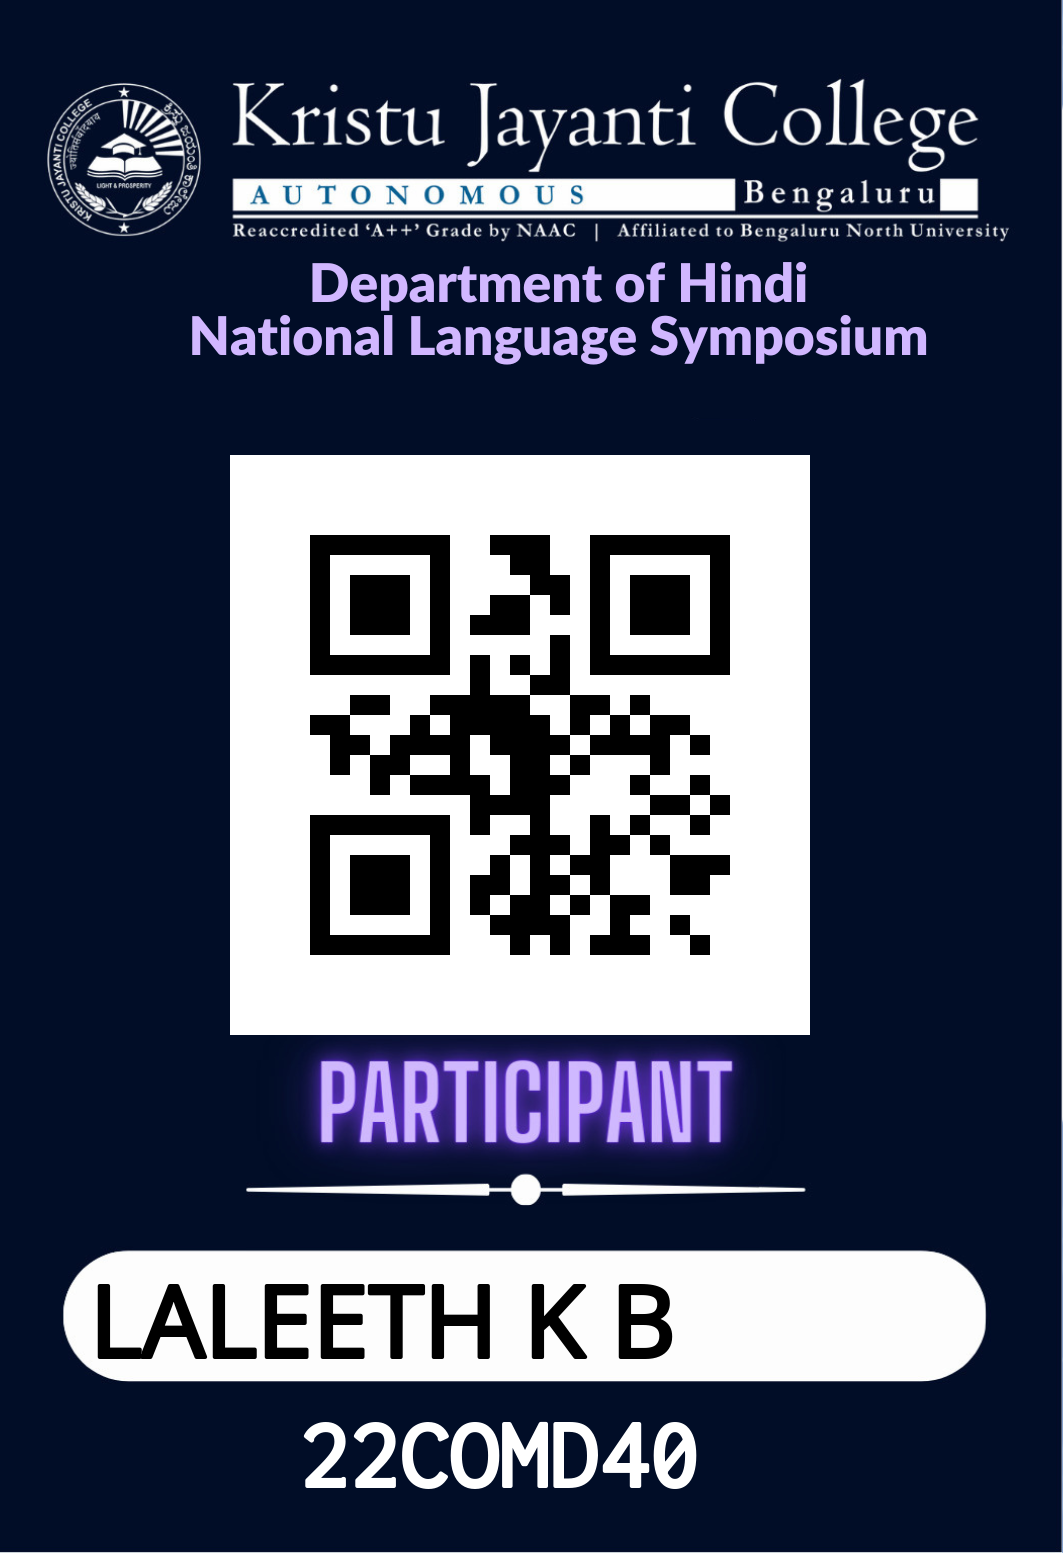 KRISTU JAYANTI COLLEGE
LIGHT & PROSPERITY
Kristu Jayanti College
AUTONOMOUS Bengaluru
Reaccredited ‘A++’ Grade by NAAC | Affiliated to Bengaluru North University
Department of Hindi
National Language Symposium
PARTICIPANT
LALEETH K B
22COMD40